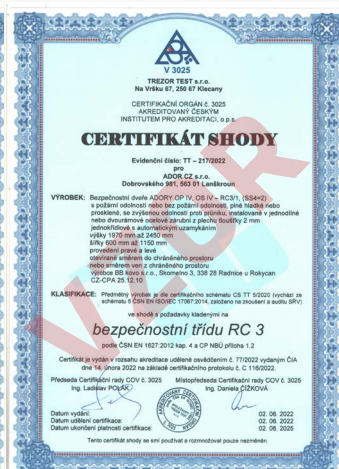 V 3025
TREZOR TEST s.r.o.
Na Vršku 67, 250 67 Klecany
CERTIFIKAČNÍ ORGÁN č. 3025
AKREDITOVANÝ ČESKÝM
INSTITUTEM PRO AKREDITACI, o.p.s.
CERTIFIKÁT SHODY
Evidenční číslo: TT – 217/2022
pro
ADOR CZ s.r.o.
Dobrovského 981, 563 01 Lanškroun
VÝROBEK: Bezpečnostní dveře ADORY OP IV, OS IV – RC3/1, (SS4=2)
s požární odolností nebo bez požární odolnosti, plné hladké nebo
prosklené, se zvýšenou odolností proti průniku, instalované v jednodílné
nebo dvourámové ocelové zárubni z plechu tloušťky 2 mm
jednokřídlové s automatickým uzamykáním
výšky 1970 mm až 2450 mm
šířky 600 mm až 1150 mm
provedení pravé a levé
otevírané směrem do chráněného prostoru
nebo směrem ven z chráněného prostoru
výrobce BB kovo s.r.o., Skomelno 3, 338 28 Radnice u Rokycan
CZ-CPA 25.12.10
KLASIFIKACE: Předmětný výrobek je dle certifikačního schématu CS TT 5/2020 (vychází ze
schématu 5 ČSN EN ISO/IEC 17067:2014, založeno na zkoušení a auditu SŘV)
ve shodě s požadavky kladenými na
bezpečnostní třídu RC 3
podle ČSN EN 1627:2012 kap. 4 a CP NBÚ příloha 1.2
Certifikát je vydán v rozsahu akreditace udělené osvědčením č. 77/2022 vydaným ČIA
dne 14. února 2022 na základě certifikačního protokolu č. C 116/2022.
Předseda Certifikační rady COV č. 3025 Místopředseda Certifikační rady COV č. 3025
Ing. Ladislav POLÁK Ing. Daniela ČÍŽKOVÁ
Datum vydání: 02. 06. 2022
Datum udělení certifikace: 02. 06. 2022
Datum ukončení platnosti certifikace: 02. 06. 2025
Tento certifikát shody se smí používat a rozmnožovat pouze nezměněn.
VZOR